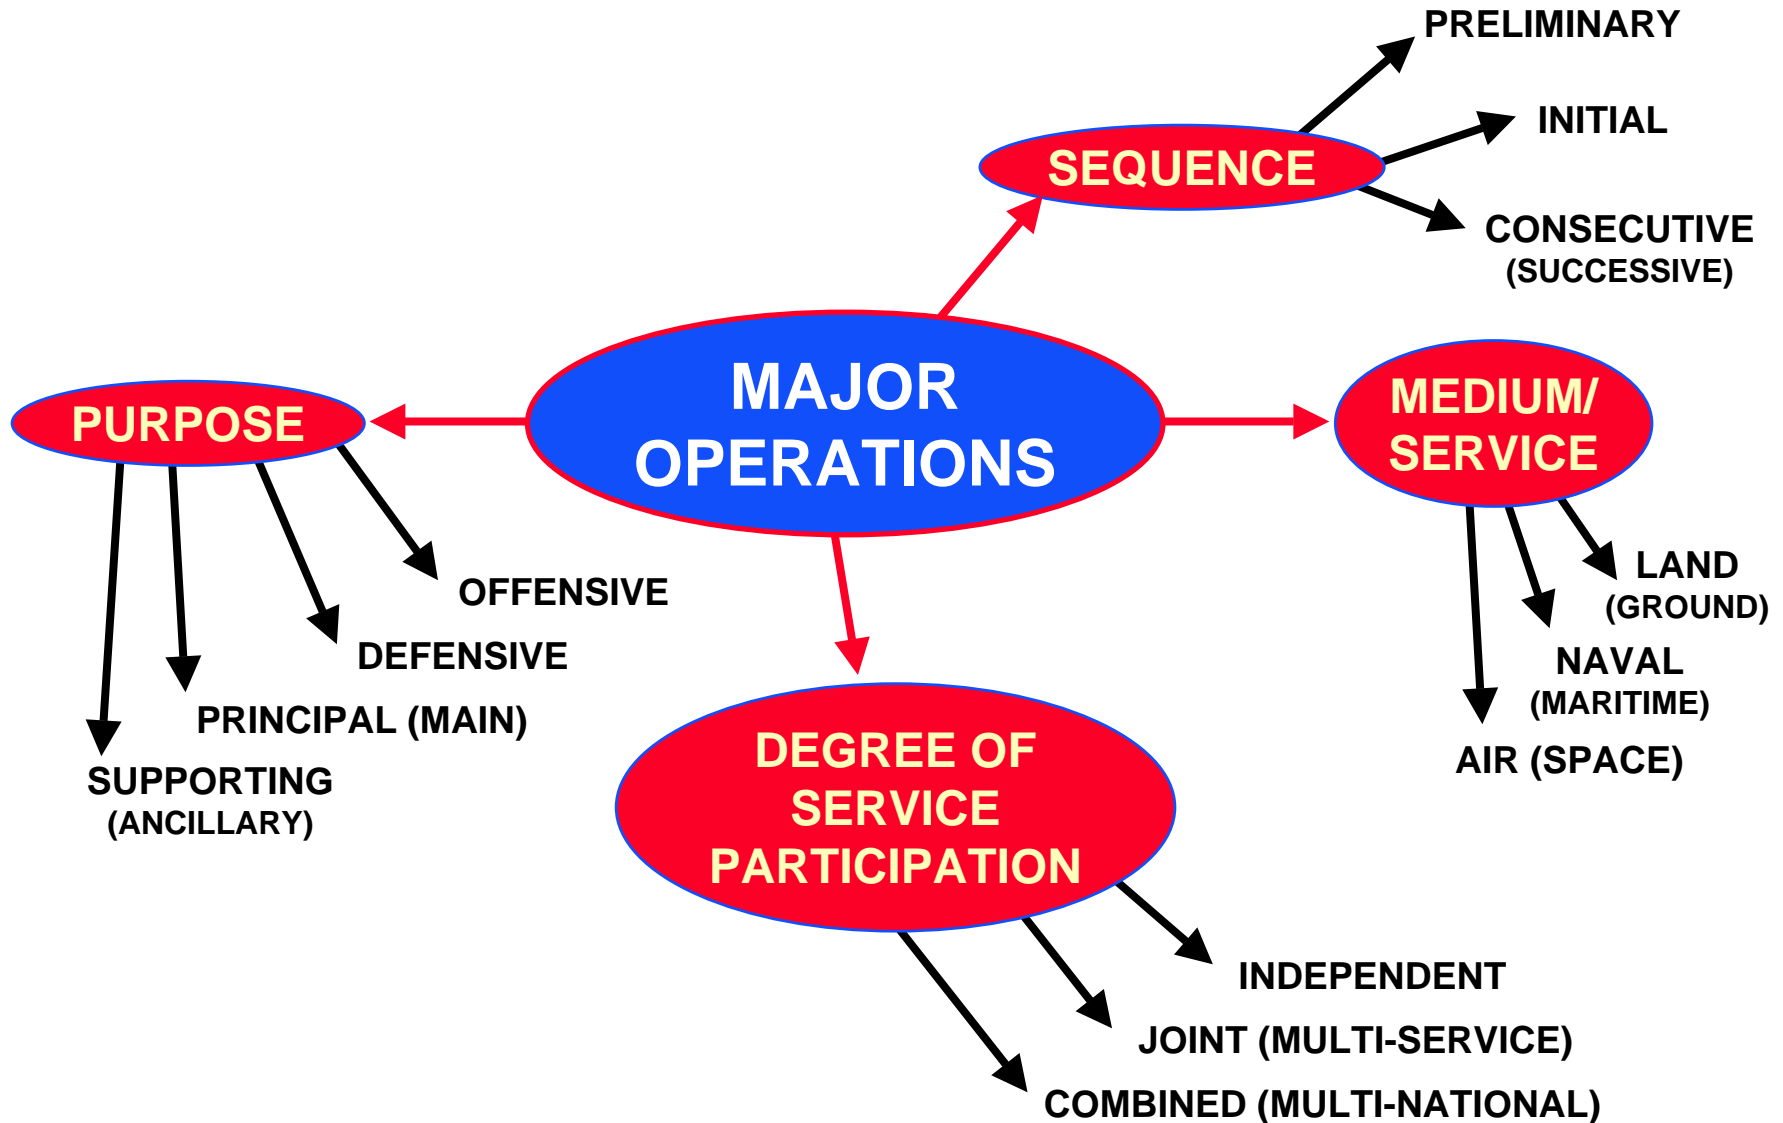 PRELIMINARY
INITIAL
SEQUENCE
CONSECUTIVE
(SUCCESSIVE)
MAJOR
OPERATIONS
PURPOSE
MEDIUM/
SERVICE
OFFENSIVE
DEFENSIVE
PRINCIPAL (MAIN)
SUPPORTING
(ANCILLARY)
LAND
(GROUND)
NAVAL
(MARITIME)
AIR (SPACE)
DEGREE OF
SERVICE
PARTICIPATION
INDEPENDENT
JOINT (MULTI-SERVICE)
COMBINED (MULTI-NATIONAL)